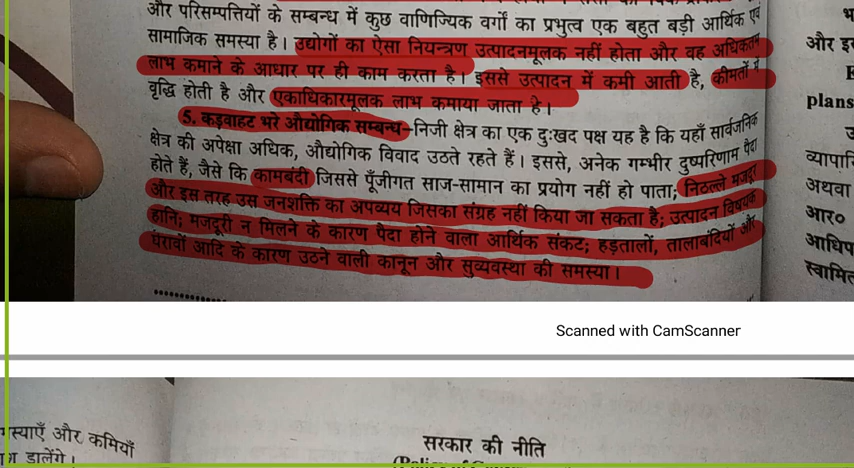 और परिसम्पत्तियों के सम्बन्ध में कुछ वाणिज्यिक वर्गों का प्रभुत्व एक बहुत बड़ी आर्थिक एवं
सामाजिक समस्या है। उद्योगों का ऐसा नियन्त्रण उत्पादनमूलक नहीं होता और वह अधिकतम
लाभ कमाने के आधार पर ही काम करता है। इससे उत्पादन में कमी आती है, कीमतों में
वृद्धि होती है और एकाधिकारमूलक लाभ कमाया जाता है।
5. कड़वाहट भरे औद्योगिक सम्बन्ध–निजी क्षेत्र का एक दुःखद पक्ष यह है कि यहाँ सार्वजनिक
क्षेत्र की अपेक्षा अधिक, औद्योगिक विवाद उठते रहते हैं। इससे, अनेक गम्भीर दुष्परिणाम पैदा
होते हैं, जैसे कि कामबंदी जिससे पूँजीगत साज-सामान का प्रयोग नहीं हो पाता; निठल्ले मजदूर
और इस तरह उस जनशक्ति का अपव्यय जिसका संग्रह नहीं किया जा सकता है; उत्पादन विषयक
हानि; मजदूरी न मिलने के कारण पैदा होने वाला आर्थिक संकट; हड़तालों, तालाबंदियों और
घेरावों आदि के कारण उठने वाली कानून और सुव्यवस्था की समस्या।
और इ
plans
व्यापारि
अथवा
आर०
आधिप
स्वामित
Scanned with CamScanner
और कमियाँ
डालेंगे।
सरकार की नीति